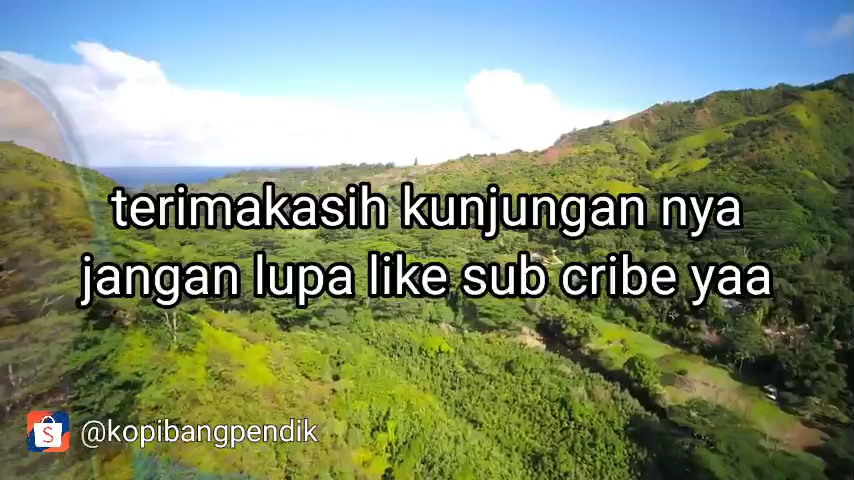 terimakasih kunjungan nya
jangan lupa like sub cribe yaa
@kopibangpendik